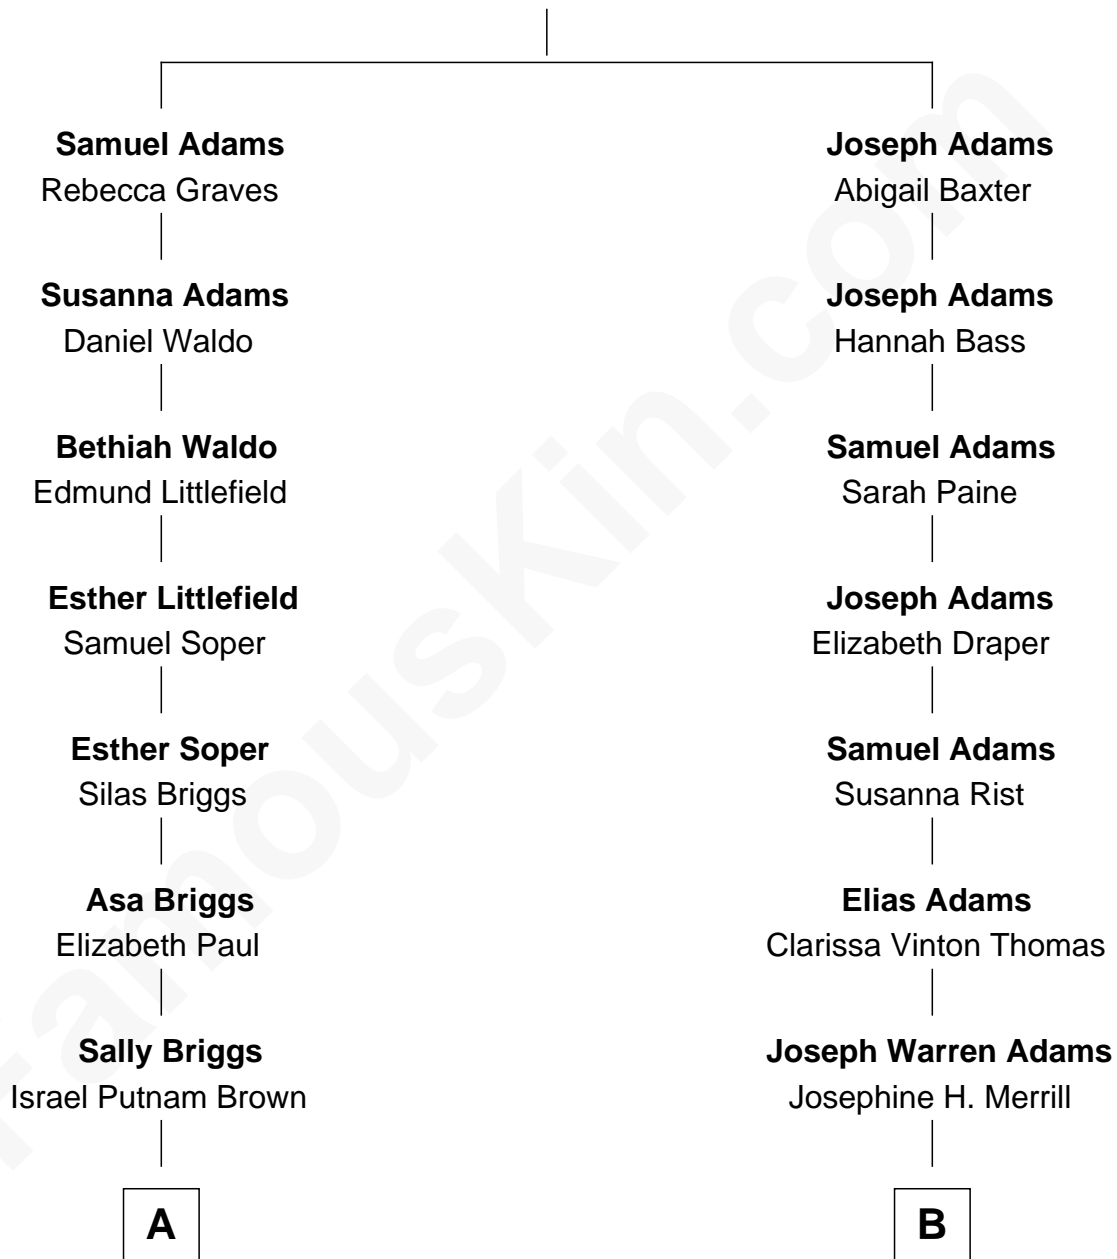 Samuel Adams
Rebecca Graves
Susanna Adams
Daniel Waldo
Bethiah Waldo
Edmund Littlefield
Esther Littlefield
Samuel Soper
Esther Soper
Silas Briggs
Asa Briggs
Elizabeth Paul
Sally Briggs
Israel Putnam Brown
A
Joseph Adams
Abigail Baxter
Joseph Adams
Hannah Bass
Samuel Adams
Sarah Paine
Joseph Adams
Elizabeth Draper
Samuel Adams
Susanna Rist
Elias Adams
Clarissa Vinton Thomas
Joseph Warren Adams
Josephine H. Merrill
B
FamousKin.com